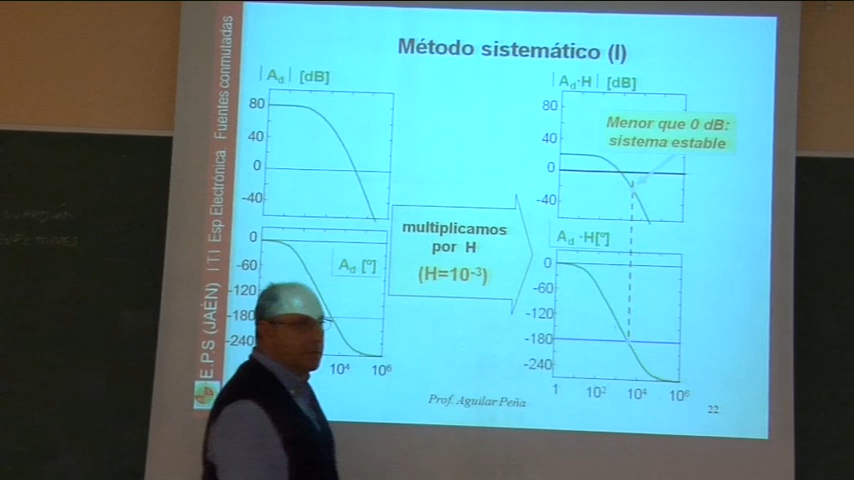 Método sistemático (I)
| Ad | [dB]
80
40
0
-40
0
-60
-120
-180
-240
Ad [º]
10⁴ 10⁶
multiplicamos
por H
(H=10⁻³)
| Ad·H | [dB]
80
40
0
-40
Menor que 0 dB:
sistema estable
Ad ·H[º]
0
-60
-120
-180
-240
1 10² 10⁴ 10⁶
Prof. Aguilar Peña
22
E.P.S (JAÉN) I T I Esp Electrónica Fuentes conmutadas